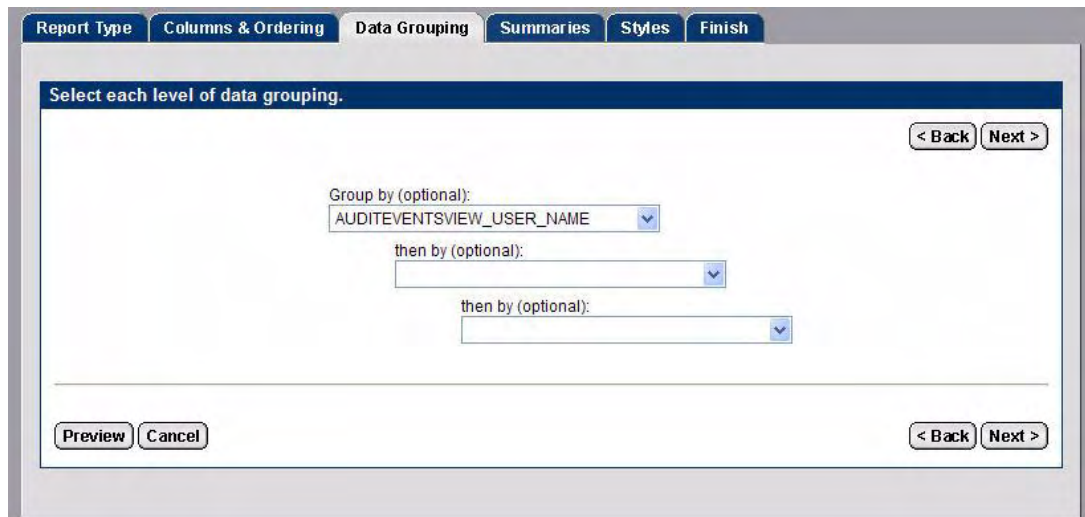 Report Type Columns & Ordering Data Grouping Summaries Styles Finish
Select each level of data grouping.
< Back Next >
Group by (optional):
AUDITEVENTSVIEW_USER_NAME
then by (optional):
then by (optional):
Preview Cancel < Back Next >